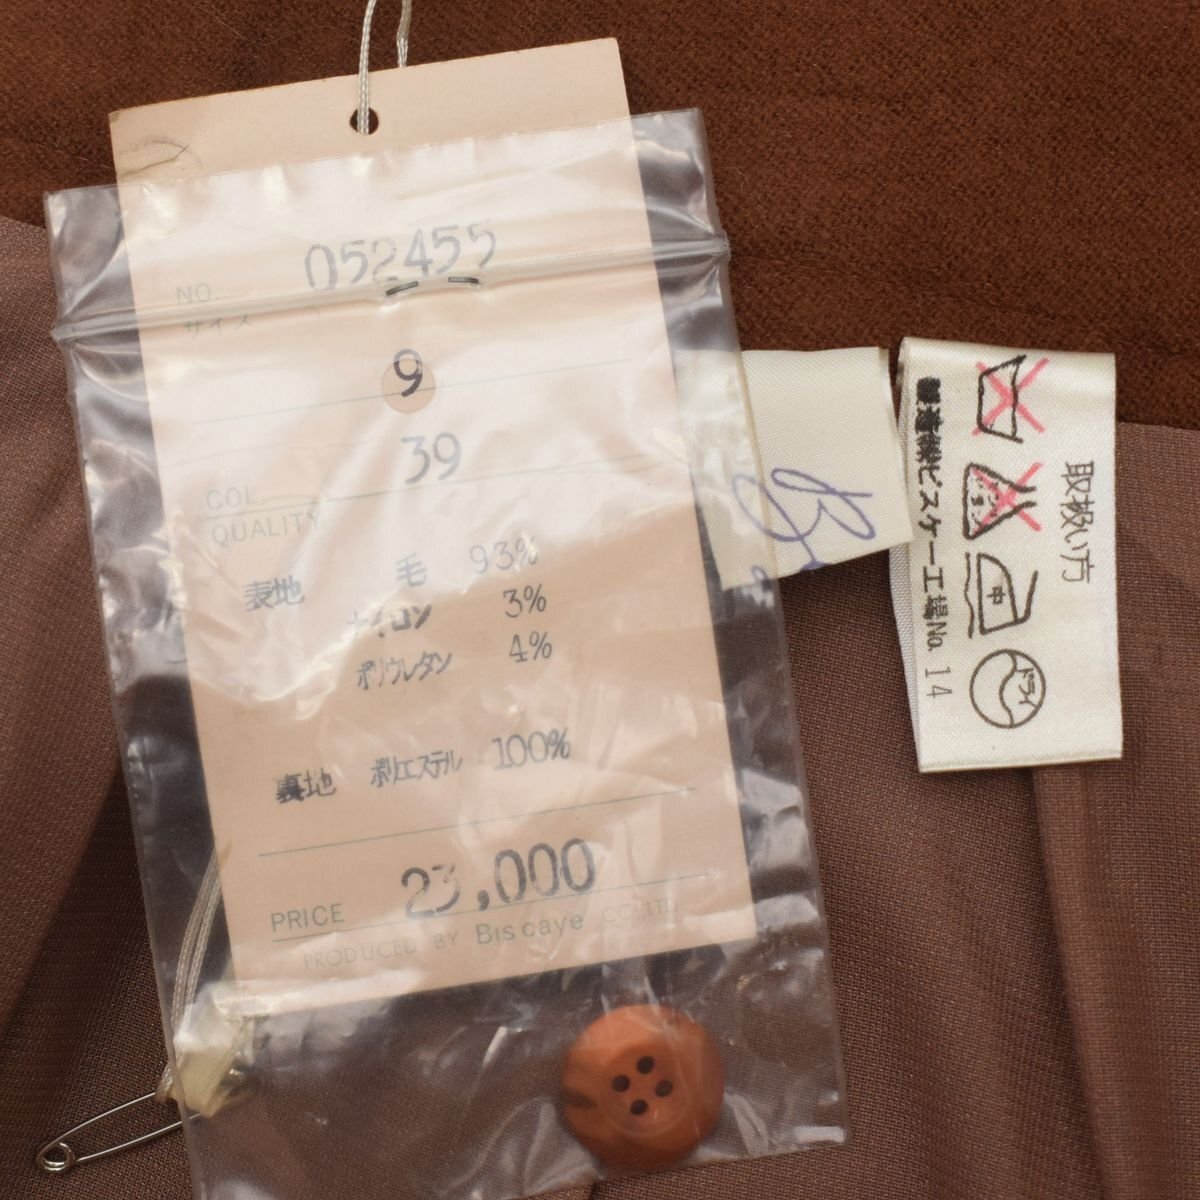 052455
NO.
サイズ
9
39
COL.
QUALITY
表地 毛 93%
ナイロン 3%
ポリウレタン 4%
裏地 ポリエステル 100%
PRICE 23,000
PRODUCED BY Biscaye CO.,LTD.
取扱い方
中
ドライ
ビスケー工場No. 14